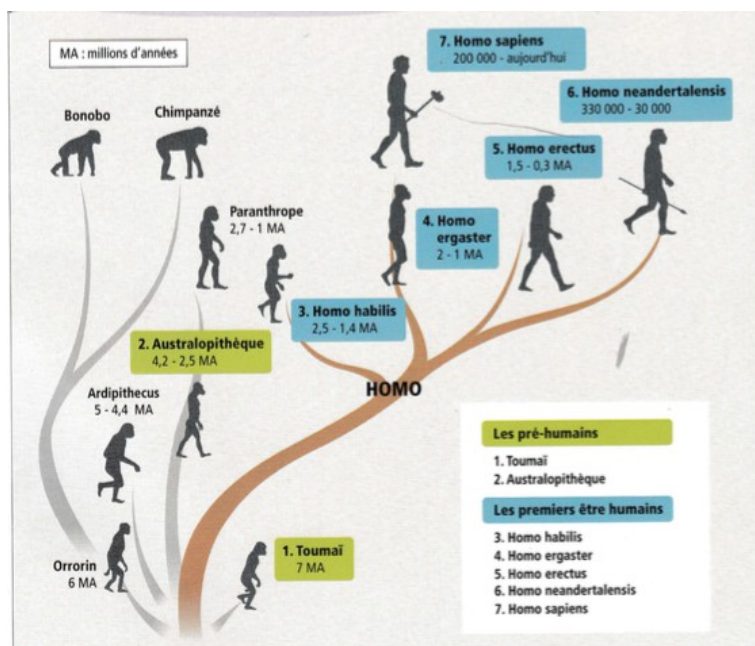 MA : millions d'années
7. Homo sapiens
200 000 - aujourd'hui
6. Homo neandertalensis
330 000 - 30 000
Bonobo
Chimpanzé
5. Homo erectus
1,5 - 0,3 MA
Paranthrope
2,7 - 1 MA
4. Homo
ergaster
2 - 1 MA
3. Homo habilis
2,5 - 1,4 MA
2. Australopithèque
4,2 - 2,5 MA
HOMO
Ardipithecus
5 - 4,4 MA
Orrorin
6 MA
1. Toumaï
7 MA
Les pré-humains
1. Toumaï
2. Australopithèque
Les premiers être humains
3. Homo habilis
4. Homo ergaster
5. Homo erectus
6. Homo neandertalensis
7. Homo sapiens